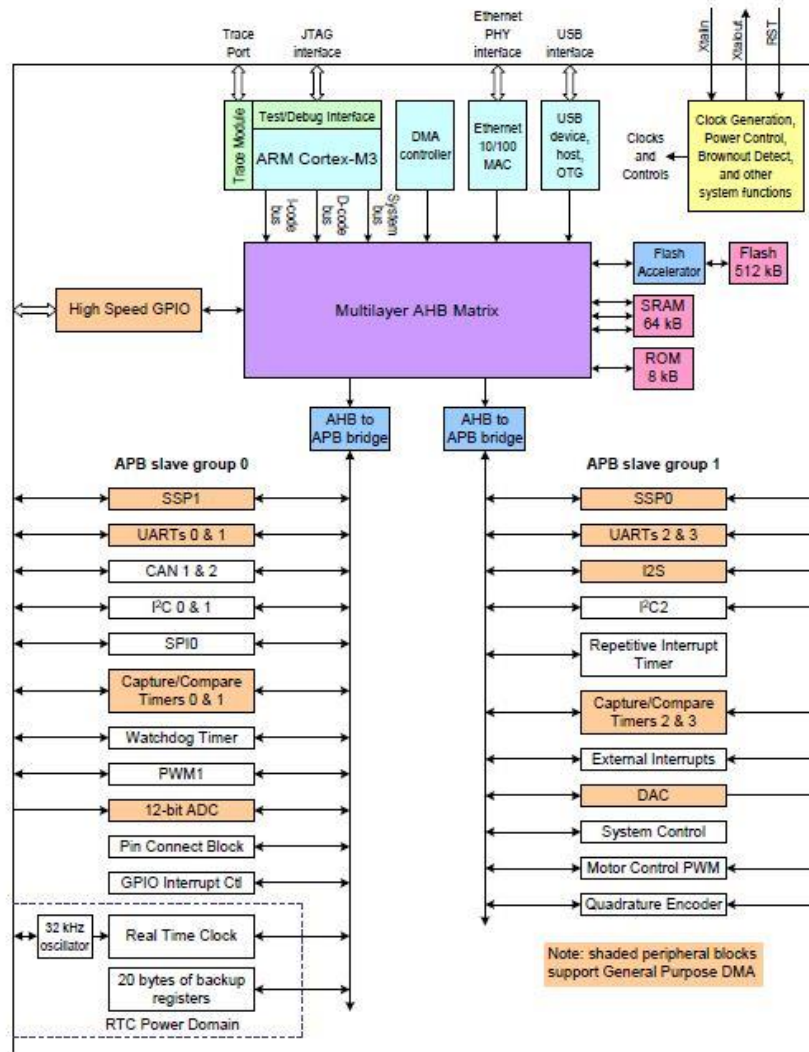 Trace
Port
JTAG
interface
Ethernet
PHY
interface
USB
interface
Xtalin
Xtalout
RST
Trace Module
Test/Debug Interface
ARM Cortex-M3
DMA
controller
Ethernet
10/100
MAC
USB
device,
host,
OTG
Clocks
and
Controls
Clock Generation,
Power Control,
Brownout Detect,
and other
system functions
I-code
bus
D-code
bus
System
bus
High Speed GPIO
Multilayer AHB Matrix
Flash
Accelerator
Flash
512 kB
SRAM
64 kB
ROM
8 kB
AHB to
APB bridge
AHB to
APB bridge
APB slave group 0
SSP1
UARTs 0 & 1
CAN 1 & 2
I²C 0 & 1
SPI0
Capture/Compare
Timers 0 & 1
Watchdog Timer
PWM1
12-bit ADC
Pin Connect Block
GPIO Interrupt Ctl
32 kHz
oscillator
Real Time Clock
20 bytes of backup
registers
RTC Power Domain
APB slave group 1
SSP0
UARTs 2 & 3
I2S
I²C2
Repetitive Interrupt
Timer
Capture/Compare
Timers 2 & 3
External Interrupts
DAC
System Control
Motor Control PWM
Quadrature Encoder
Note: shaded peripheral blocks
support General Purpose DMA